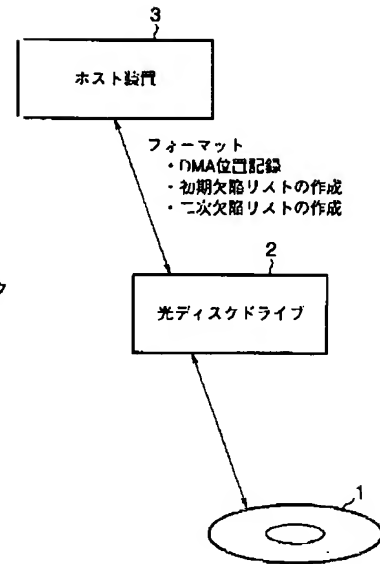 3
ホスト装置
フォーマット
・DMA位置記録
・初期欠陥リストの作成
・二次欠陥リストの作成
2
ク
光ディスクドライブ
1